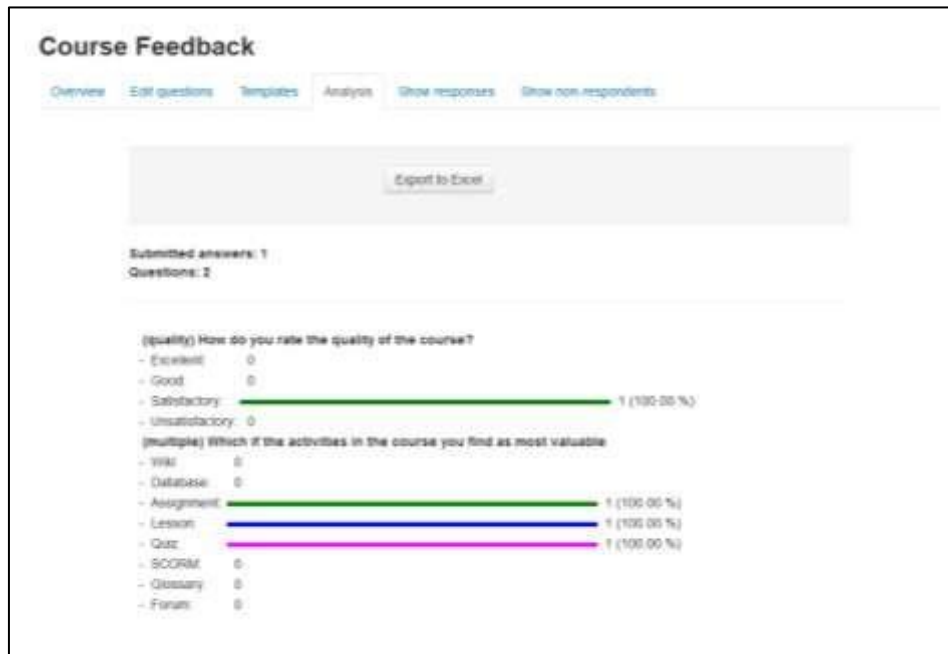 Course Feedback
Overview Edit questions Templates Analysis Show responses Show non-respondents
Export to Excel
Submitted answers: 1
Questions: 2
(quality) How do you rate the quality of the course?
- Excellent 0
- Good 0
- Satisfactory 1 (100.00 %)
- Unsatisfactory 0
(multiple) Which if the activities in the course you find as most valuable
- Wiki 0
- Database 0
- Assignment 1 (100.00 %)
- Lesson 1 (100.00 %)
- Quiz 1 (100.00 %)
- SCORM 0
- Glossary 0
- Forum 0